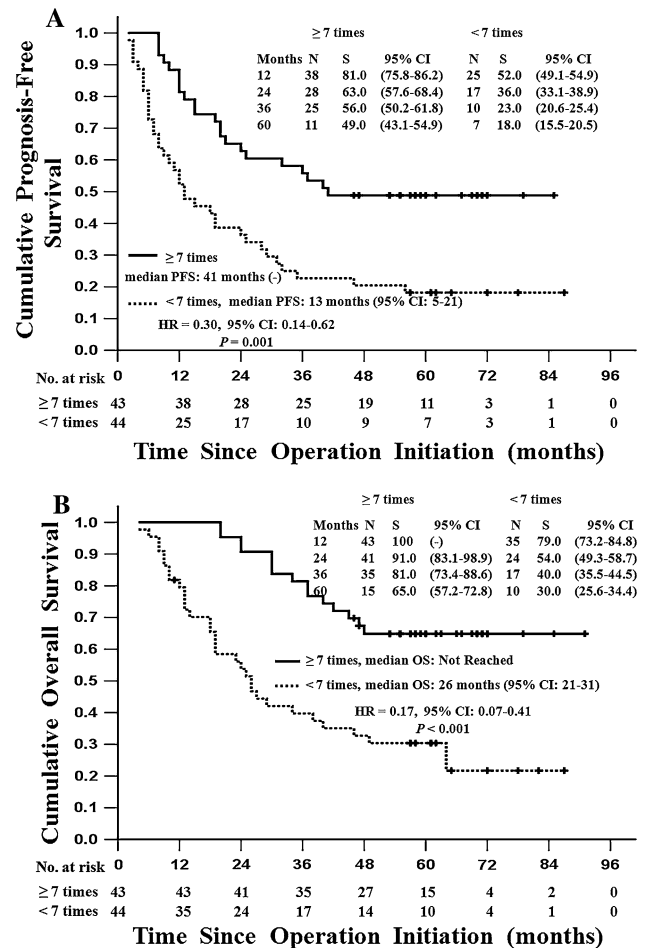 A
≥ 7 times < 7 times
Months N S 95% CI N S 95% CI
12 38 81.0 (75.8-86.2) 25 52.0 (49.1-54.9)
24 28 63.0 (57.6-68.4) 17 36.0 (33.1-38.9)
36 25 56.0 (50.2-61.8) 10 23.0 (20.6-25.4)
60 11 49.0 (43.1-54.9) 7 18.0 (15.5-20.5)
Cumulative Prognosis-Free
Survival
1.0
0.9
0.8
0.7
0.6
0.5
0.4
0.3
0.2
0.1
0.0
≥ 7 times
median PFS: 41 months (-)
< 7 times, median PFS: 13 months (95% CI: 5-21)
HR = 0.30, 95% CI: 0.14-0.62
P = 0.001
No. at risk 0 12 24 36 48 60 72 84 96
≥ 7 times 43 38 28 25 19 11 3 1 0
< 7 times 44 25 17 10 9 7 3 1 0
Time Since Operation Initiation (months)
B
≥ 7 times < 7 times
Months N S 95% CI N S 95% CI
12 43 100 (-) 35 79.0 (73.2-84.8)
24 41 91.0 (83.1-98.9) 24 54.0 (49.3-58.7)
36 35 81.0 (73.4-88.6) 17 40.0 (35.5-44.5)
60 15 65.0 (57.2-72.8) 10 30.0 (25.6-34.4)
Cumulative Overall Survival
1.0
0.9
0.8
0.7
0.6
0.5
0.4
0.3
0.2
0.1
0.0
≥ 7 times, median OS: Not Reached
< 7 times, median OS: 26 months (95% CI: 21-31)
HR = 0.17, 95% CI: 0.07-0.41
P < 0.001
No. at risk 0 12 24 36 48 60 72 84 96
≥ 7 times 43 43 41 35 27 15 4 2 0
< 7 times 44 35 24 17 14 10 4 1 0
Time Since Operation Initiation (months)